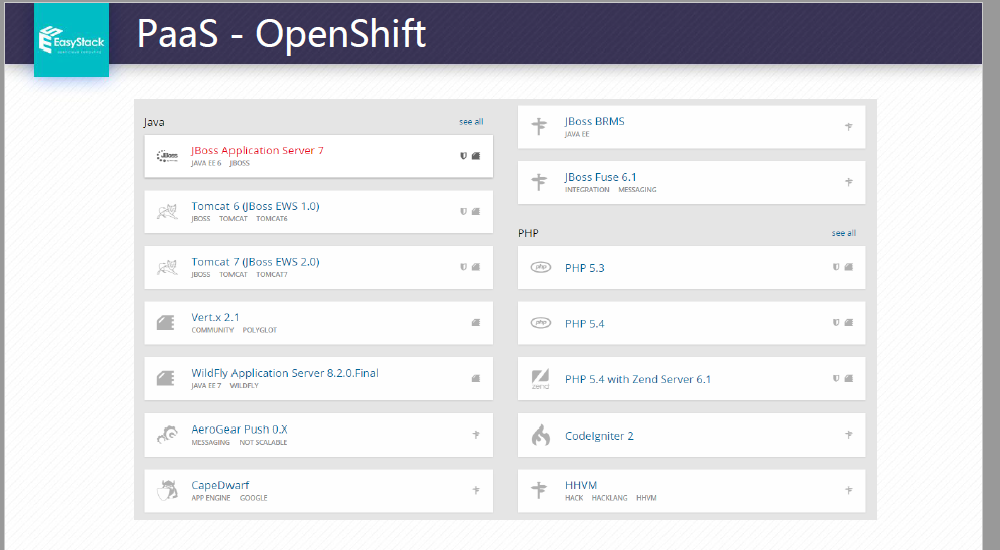 EasyStack
PaaS - OpenShift
Java
see all
JBoss
JBoss Application Server 7
JAVA EE 6 JBOSS
Tomcat 6 (JBoss EWS 1.0)
JBOSS TOMCAT TOMCAT6
Tomcat 7 (JBoss EWS 2.0)
JBOSS TOMCAT TOMCAT7
Vert.x 2.1
COMMUNITY POLYGLOT
WildFly Application Server 8.2.0.Final
JAVA EE 7 WILDFLY
AeroGear Push 0.X
MESSAGING NOT SCALABLE
CapeDwarf
APP ENGINE GOOGLE
JBoss BRMS
JAVA EE
JBoss Fuse 6.1
INTEGRATION MESSAGING
PHP
see all
php
PHP 5.3
php
PHP 5.4
zend
PHP 5.4 with Zend Server 6.1
CodeIgniter 2
HHVM
HACK HACKLANG HHVM